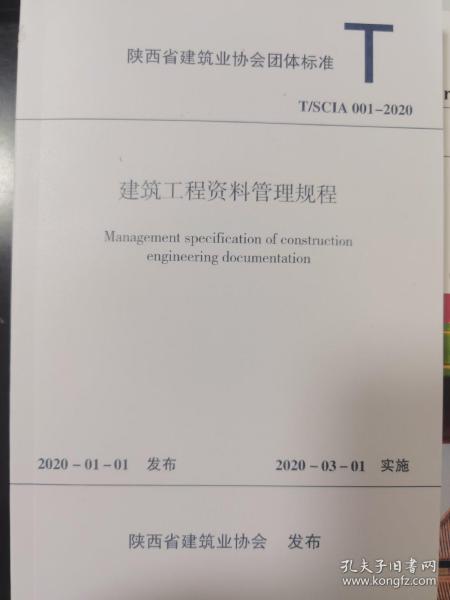 陕西省建筑业协会团体标准
T
T/SCIA 001-2020
建筑工程资料管理规程
Management specification of construction
engineering documentation
2020-01-01 发布
2020-03-01 实施
陕西省建筑业协会 发布
孔夫子旧书网
www.kongfz.com